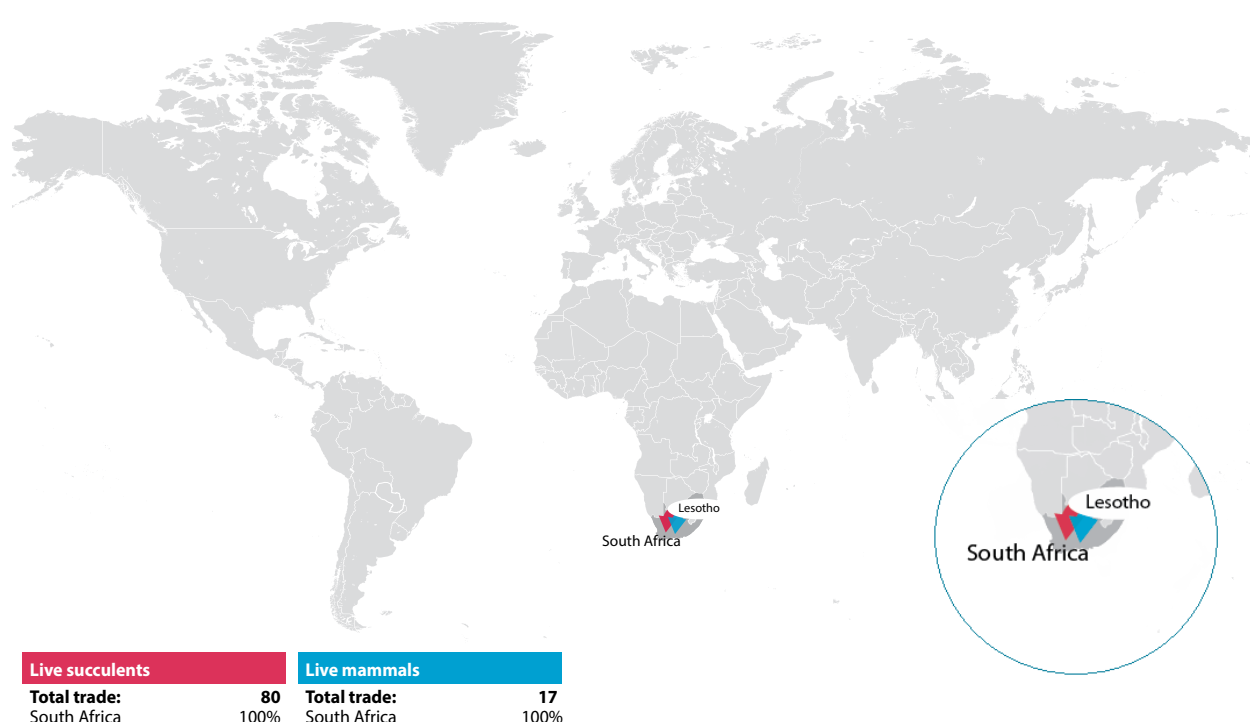 Lesotho
South Africa
Lesotho
South Africa
Live succulents
Total trade: 80
South Africa 100%
Live mammals
Total trade: 17
South Africa 100%